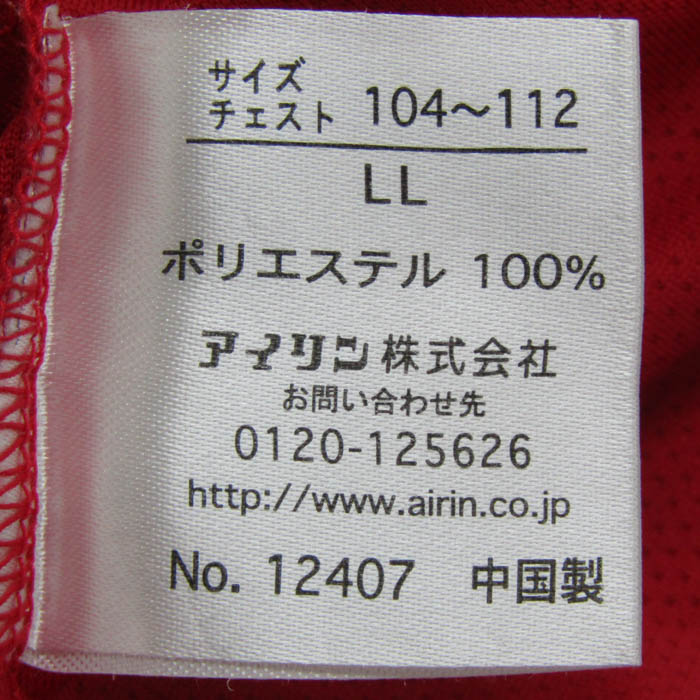 サイズ
チェスト 104～112
LL
ポリエステル 100%
アイリン株式会社
お問い合わせ先
0120-125626
http://www.airin.co.jp
No. 12407 中国製